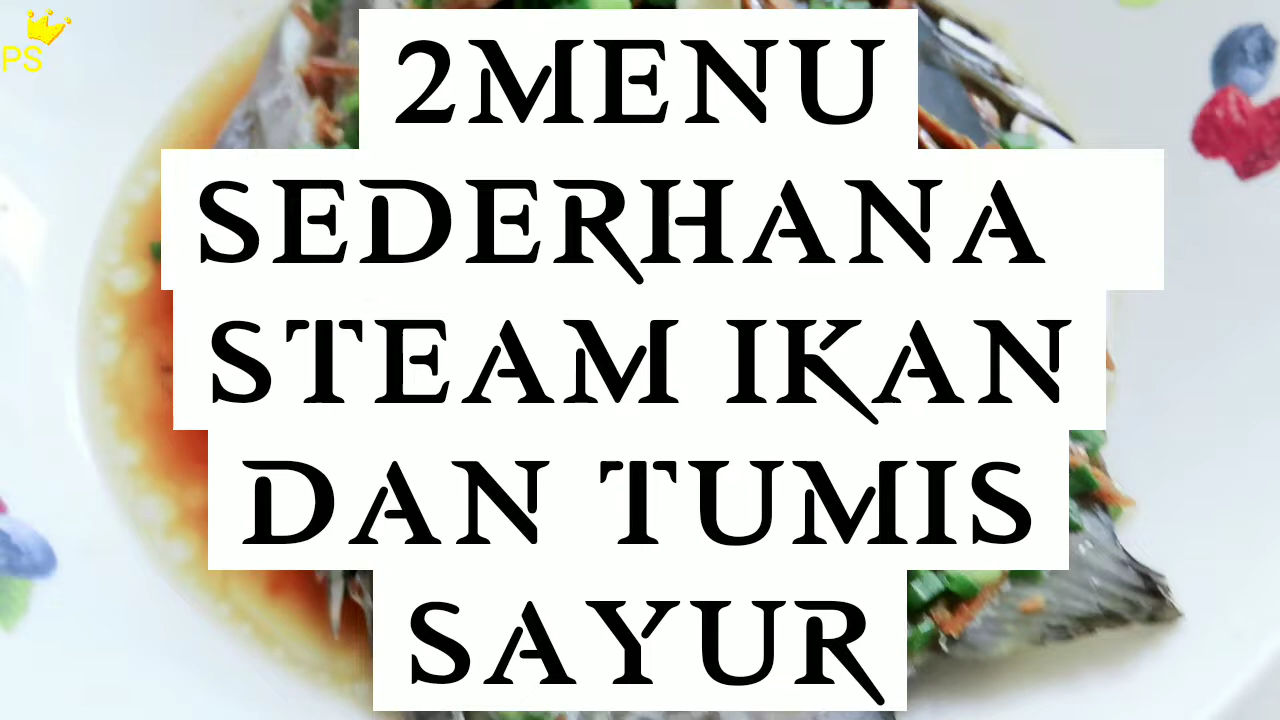 PS
2MENU
SEDERHANA
STEAM IKAN
DAN TUMIS
SAYUR